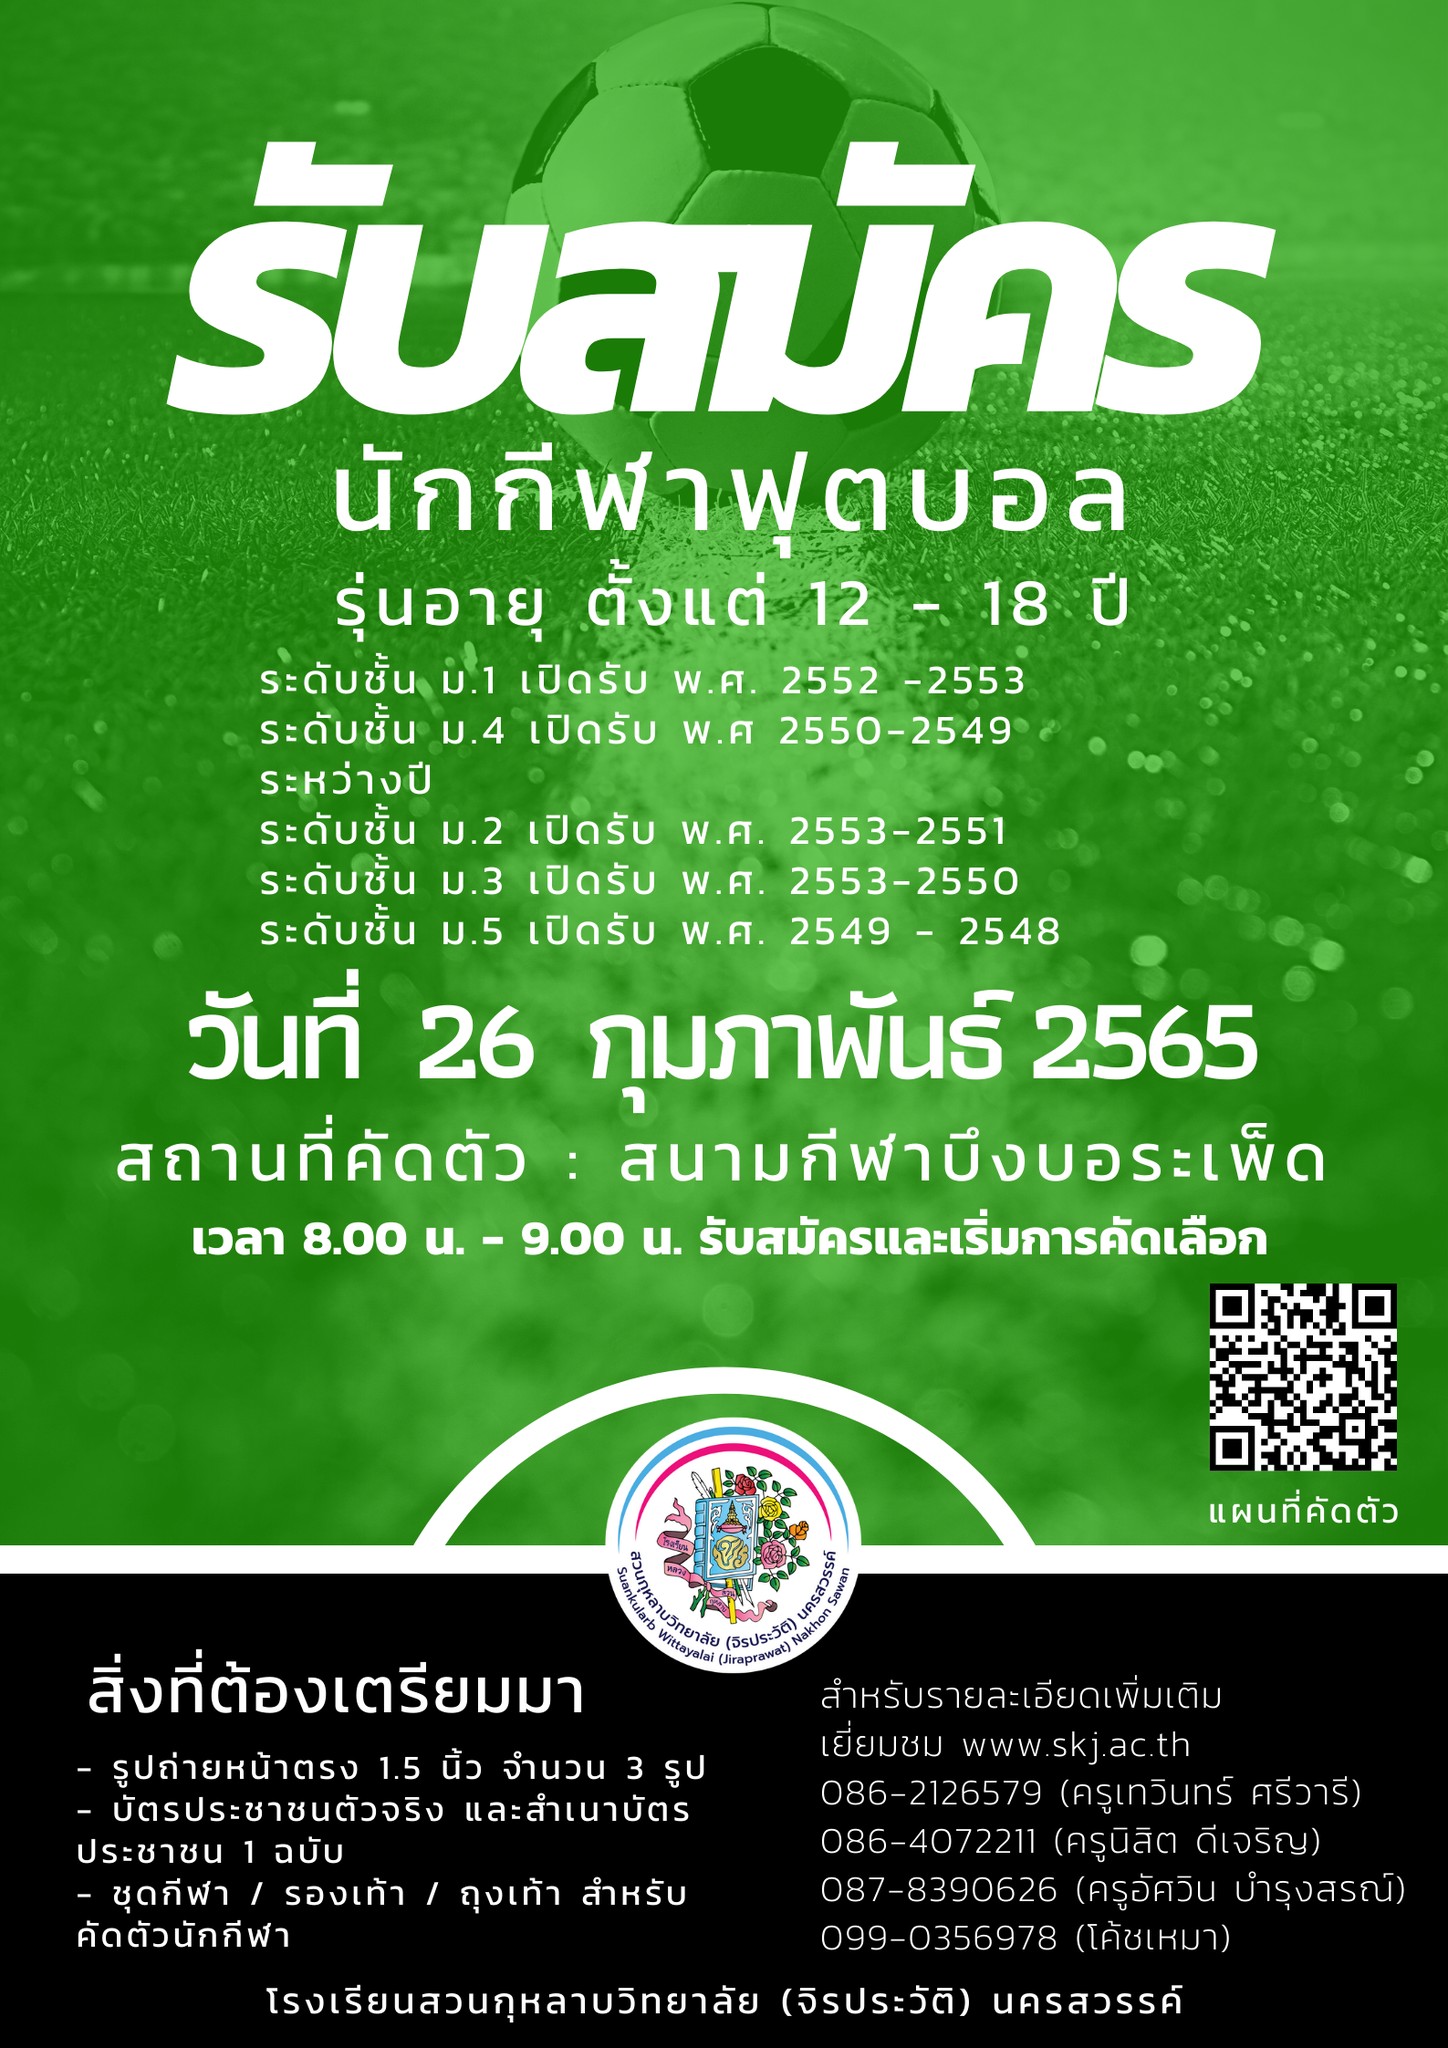 รับสมัคร
นักกีฬาฟุตบอล
รุ่นอายุ ตั้งแต่ 12 - 18 ปี
ระดับชั้น ม.1 เปิดรับ พ.ศ. 2552 -2553
ระดับชั้น ม.4 เปิดรับ พ.ศ 2550-2549
ระหว่างปี
ระดับชั้น ม.2 เปิดรับ พ.ศ. 2553-2551
ระดับชั้น ม.3 เปิดรับ พ.ศ. 2553-2550
ระดับชั้น ม.5 เปิดรับ พ.ศ. 2549 - 2548
วันที่ 26 กุมภาพันธ์ 2565
สถานที่คัดตัว : สนามกีฬาบึงบอระเพ็ด
เวลา 8.00 น. - 9.00 น. รับสมัครและเริ่มการคัดเลือก
แผนที่คัดตัว
โรงเรียน
หลวง
สวน
สวนกุหลาบวิทยาลัย (จิรประวัติ) นครสวรรค์
Suankularb Wittayalai (Jiraprawat) Nakhon Sawan
สิ่งที่ต้องเตรียมมา
- รูปถ่ายหน้าตรง 1.5 นิ้ว จำนวน 3 รูป
- บัตรประชาชนตัวจริง และสำเนาบัตร
ประชาชน 1 ฉบับ
- ชุดกีฬา / รองเท้า / ถุงเท้า สำหรับ
คัดตัวนักกีฬา
สำหรับรายละเอียดเพิ่มเติม
เยี่ยมชม www.skj.ac.th
086-2126579 (ครูเทวินทร์ ศรีวารี)
086-4072211 (ครูนิสิต ดีเจริญ)
087-8390626 (ครูอัศวิน บำรุงสรณ์)
099-0356978 (โค้ชเหมา)
โรงเรียนสวนกุหลาบวิทยาลัย (จิรประวัติ) นครสวรรค์